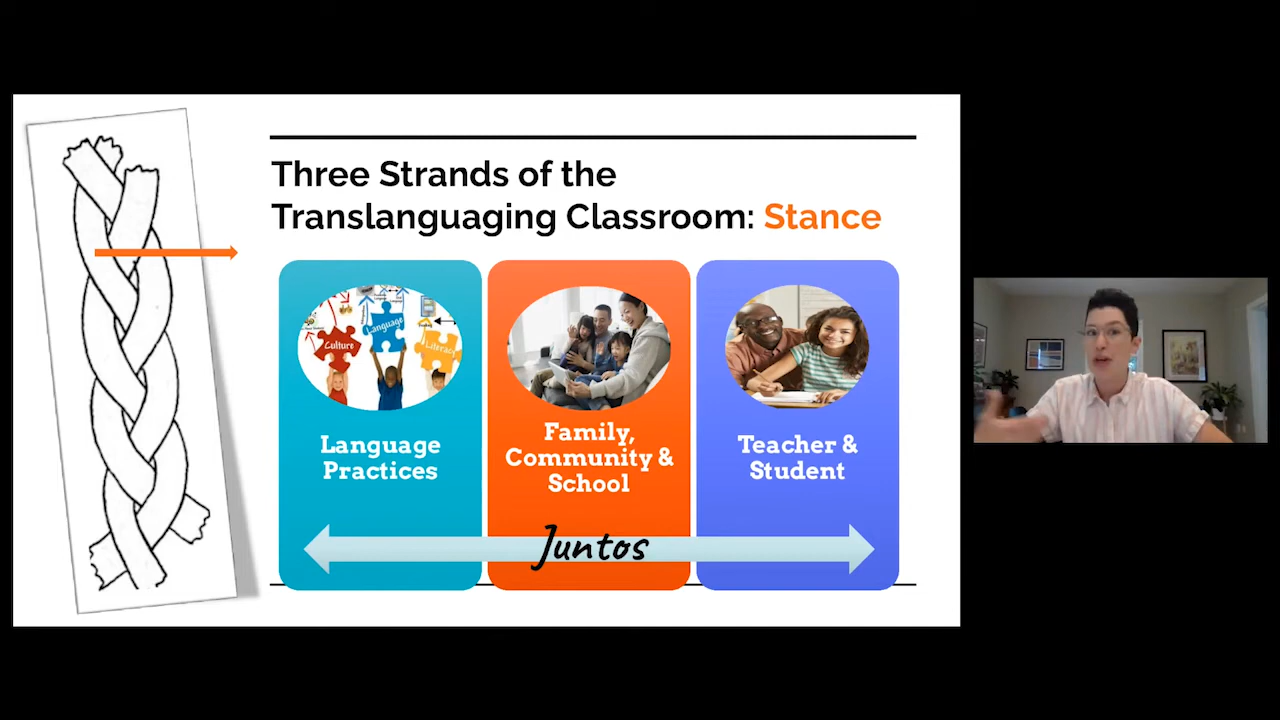 Three Strands of the
Translanguaging Classroom: Stance
Culture
Language
Literacy
Language
Practices
Family,
Community &
School
Teacher &
Student
Juntos